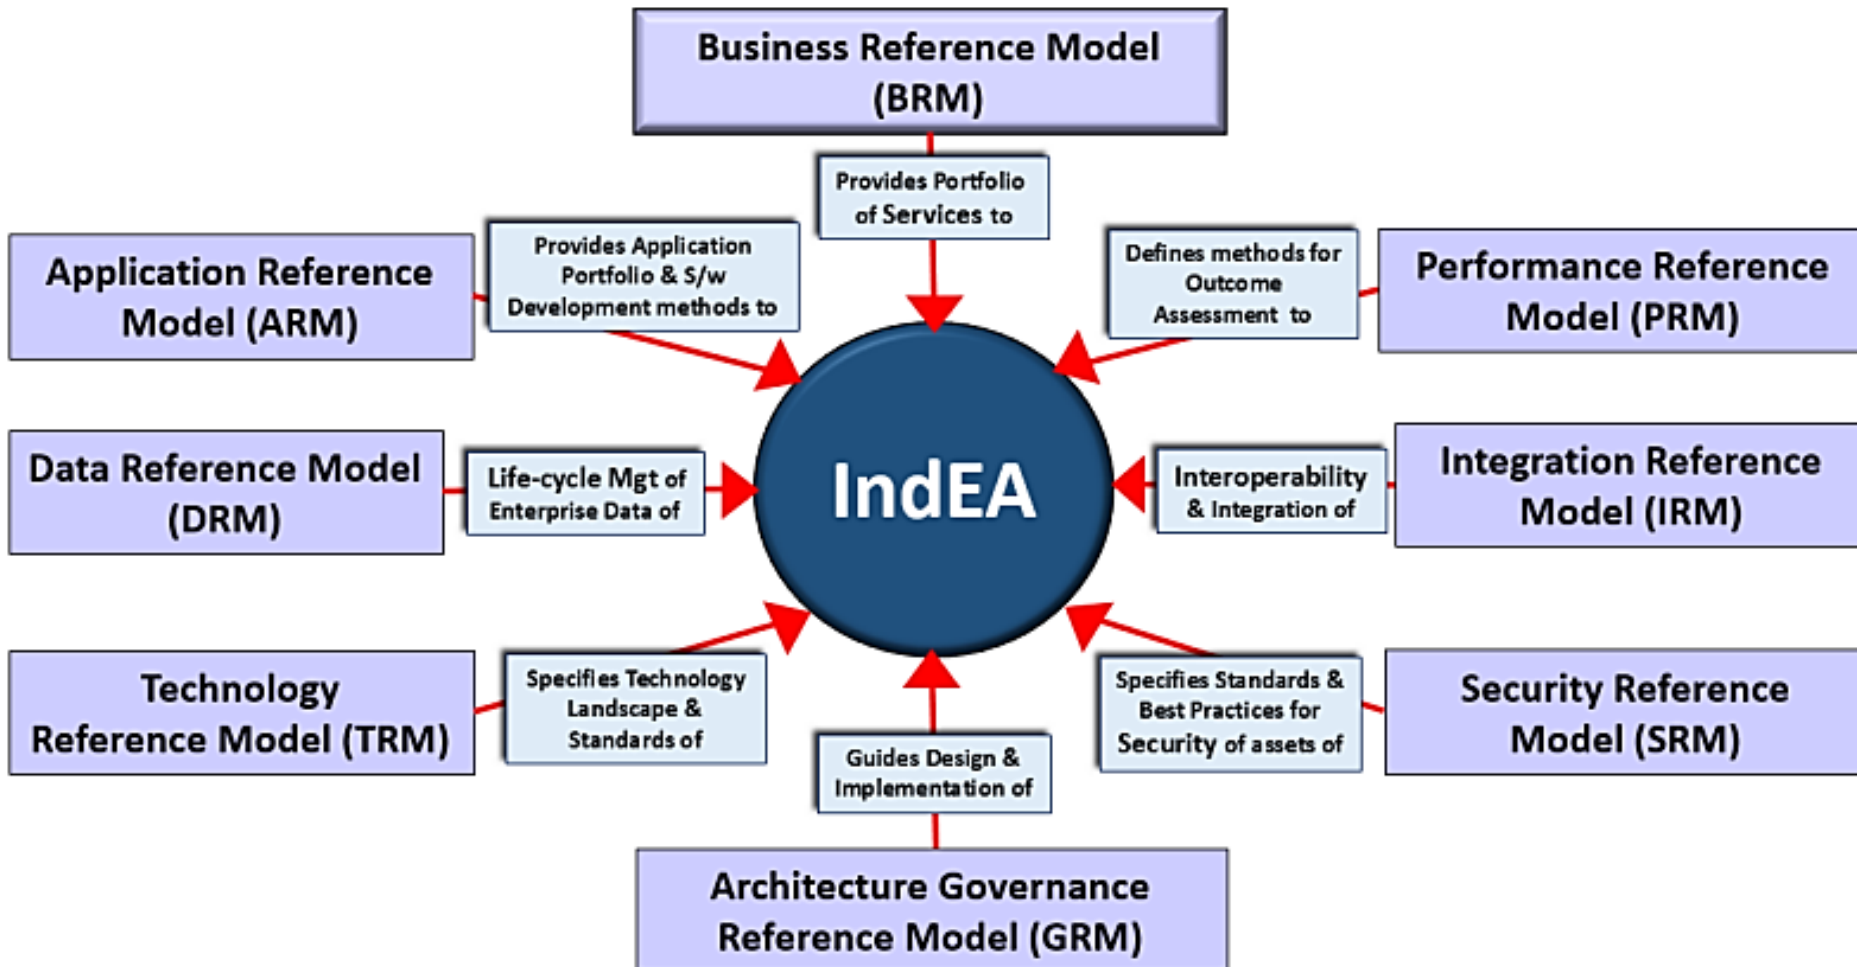 Business Reference Model
(BRM)
Provides Portfolio
of Services to
Application Reference
Model (ARM)
Provides Application
Portfolio & S/w
Development methods to
Defines methods for
Outcome
Assessment to
Performance Reference
Model (PRM)
Data Reference Model
(DRM)
Life-cycle Mgt of
Enterprise Data of
IndEA
Interoperability
& Integration of
Integration Reference
Model (IRM)
Technology
Reference Model (TRM)
Specifies Technology
Landscape &
Standards of
Specifies Standards &
Best Practices for
Security of assets of
Security Reference
Model (SRM)
Guides Design &
Implementation of
Architecture Governance
Reference Model (GRM)